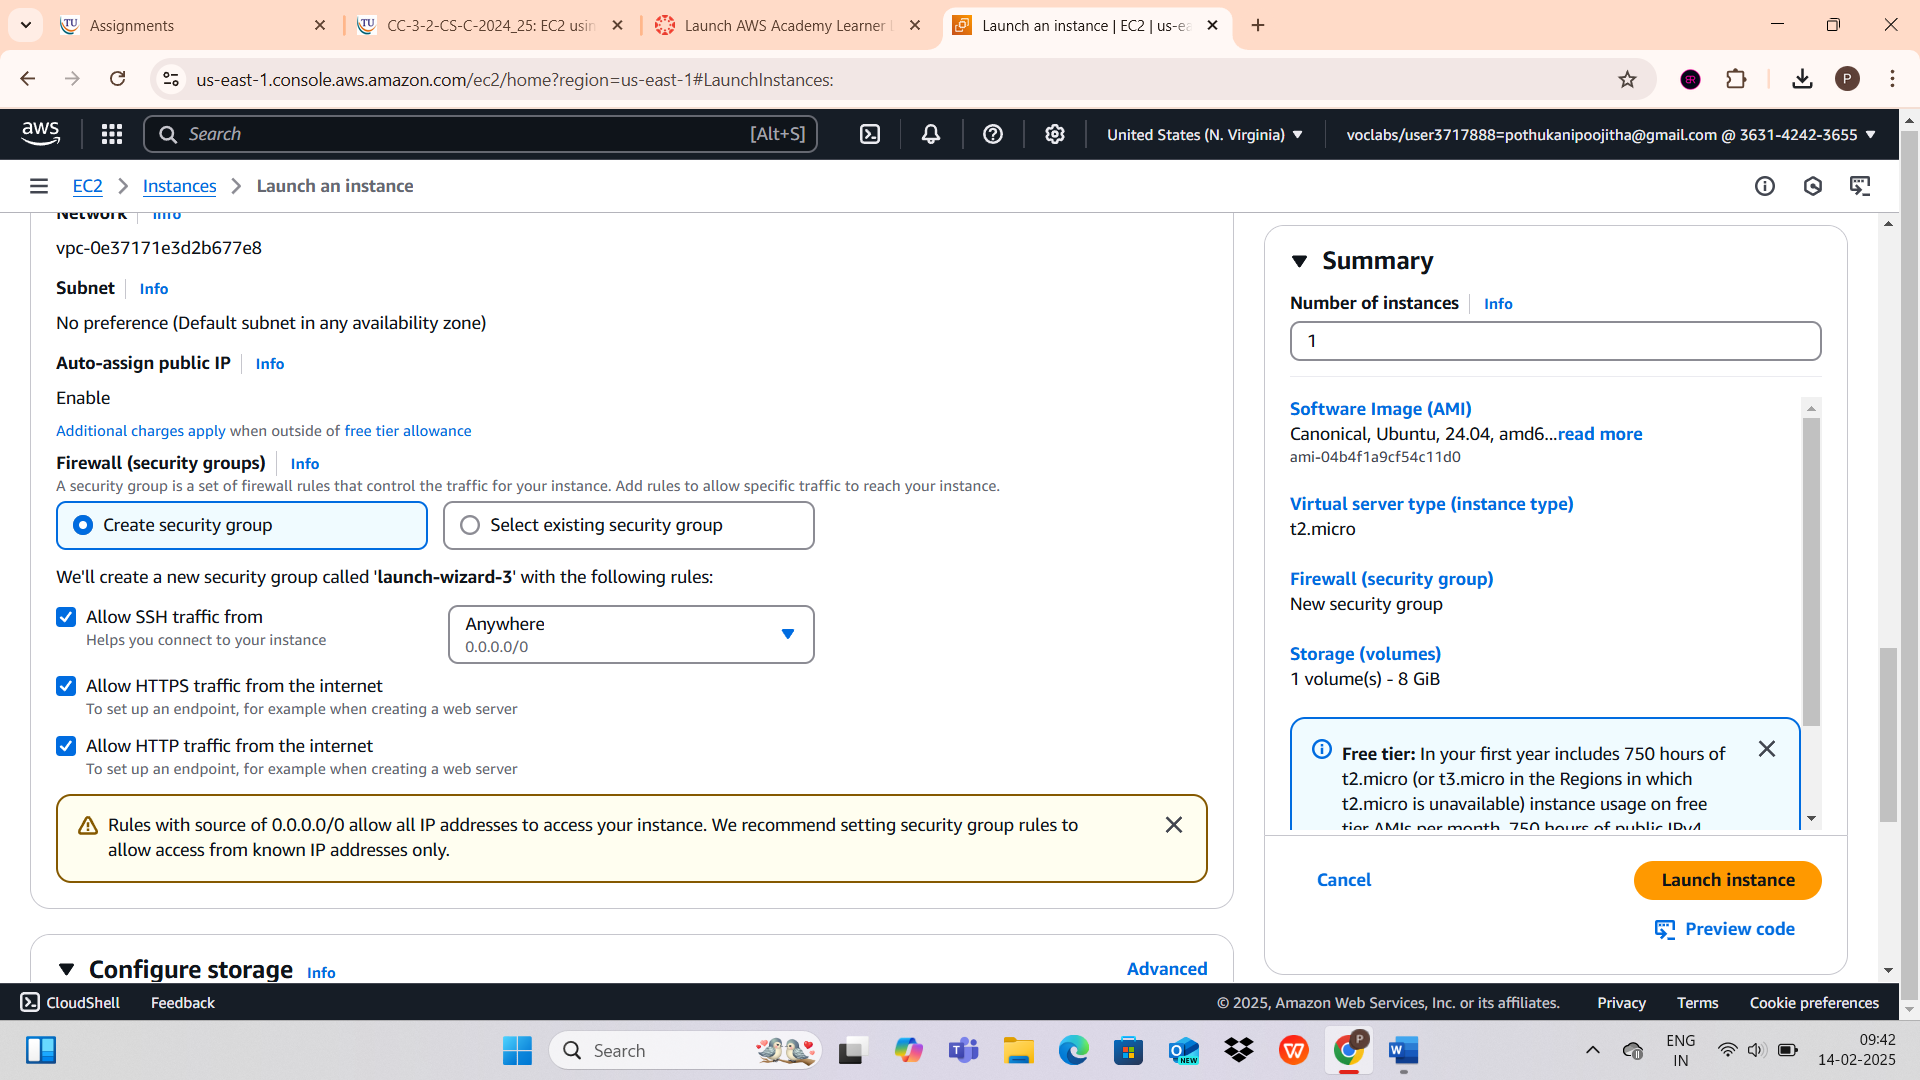 Assignments
CC-3-2-CS-C-2024_25: EC2 usin
Launch AWS Academy Learner L
Launch an instance | EC2 | us-ea
us-east-1.console.aws.amazon.com/ec2/home?region=us-east-1#LaunchInstances:
P
aws
Search
[Alt+S]
United States (N. Virginia)
voclabs/user3717888=pothukanipoojitha@gmail.com @ 3631-4242-3655
EC2
Instances
Launch an instance
Network
Info
vpc-0e37171e3d2b677e8
Subnet
Info
No preference (Default subnet in any availability zone)
Auto-assign public IP
Info
Enable
Additional charges apply when outside of free tier allowance
Firewall (security groups)
Info
A security group is a set of firewall rules that control the traffic for your instance. Add rules to allow specific traffic to reach your instance.
Create security group
Select existing security group
We'll create a new security group called 'launch-wizard-3' with the following rules:
Allow SSH traffic from
Helps you connect to your instance
Anywhere
0.0.0.0/0
Allow HTTPS traffic from the internet
To set up an endpoint, for example when creating a web server
Allow HTTP traffic from the internet
To set up an endpoint, for example when creating a web server
Rules with source of 0.0.0.0/0 allow all IP addresses to access your instance. We recommend setting security group rules to
allow access from known IP addresses only.
Configure storage
Info
Advanced
Summary
Number of instances
Info
1
Software Image (AMI)
Canonical, Ubuntu, 24.04, amd6...read more
ami-04b4f1a9cf54c11d0
Virtual server type (instance type)
t2.micro
Firewall (security group)
New security group
Storage (volumes)
1 volume(s) - 8 GiB
Free tier: In your first year includes 750 hours of
t2.micro (or t3.micro in the Regions in which
t2.micro is unavailable) instance usage on free
tier AMIs per month, 750 hours of public IPv4
Cancel
Launch instance
Preview code
CloudShell
Feedback
© 2025, Amazon Web Services, Inc. or its affiliates.
Privacy
Terms
Cookie preferences
Search
ENG
IN
09:42
14-02-2025